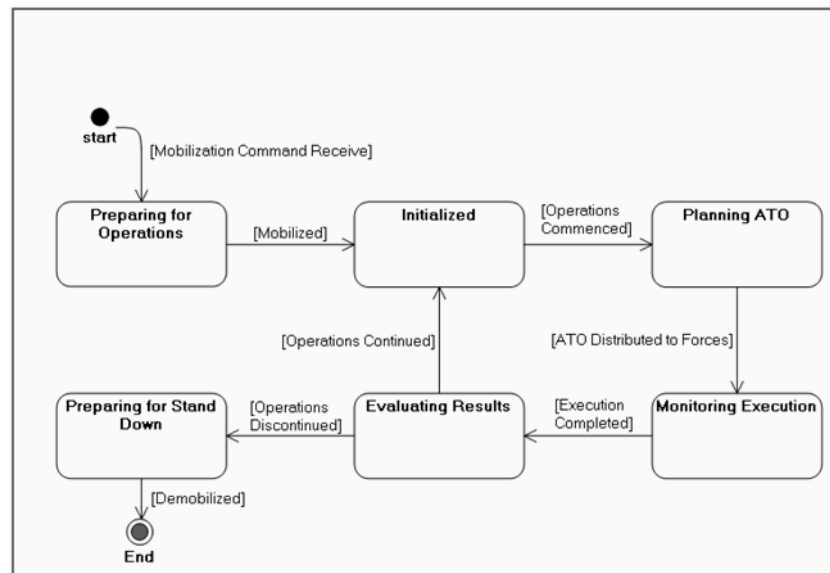 start
[Mobilization Command Receive]
Preparing for
Operations
[Mobilized]
Initialized
[Operations
Commenced]
Planning ATO
[Operations Continued]
[ATO Distributed to Forces]
Preparing for Stand
Down
[Operations
Discontinued]
Evaluating Results
[Execution
Completed]
Monitoring Execution
[Demobilized]
End